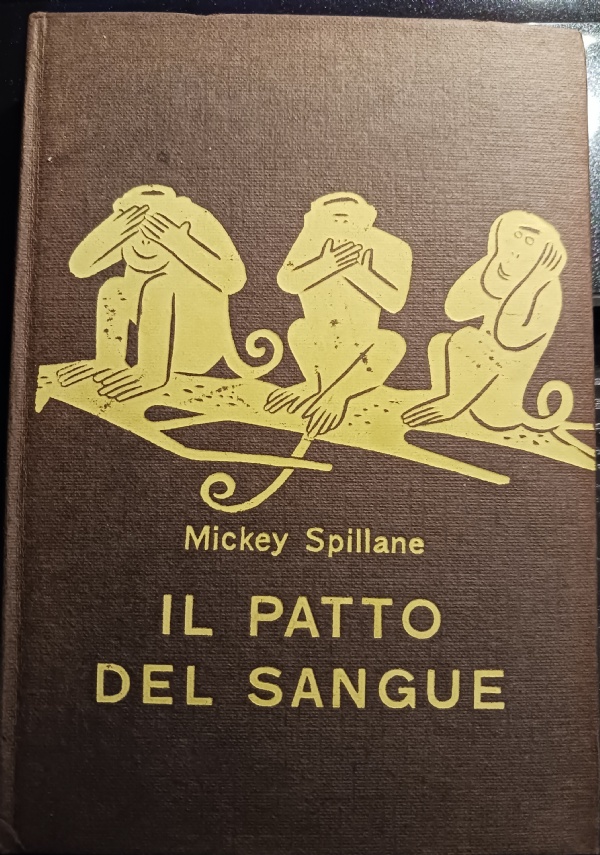 Mickey Spillane
IL PATTO
DEL SANGUE